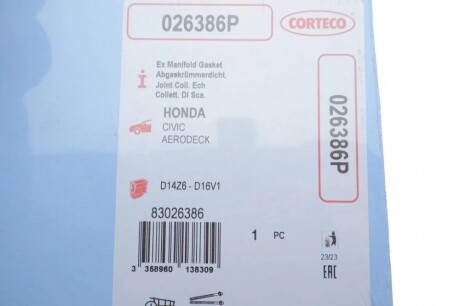 026386P
CORTECO
Ex Manifold Gasket
Abgaskrümmerdicht.
Joint Coll. Ech
Collett. Di Sca.
HONDA
CIVIC
AERODECK
026386P
D14Z6 - D16V1
83026386
1 PC
3 358960 138309
23/23
EAC